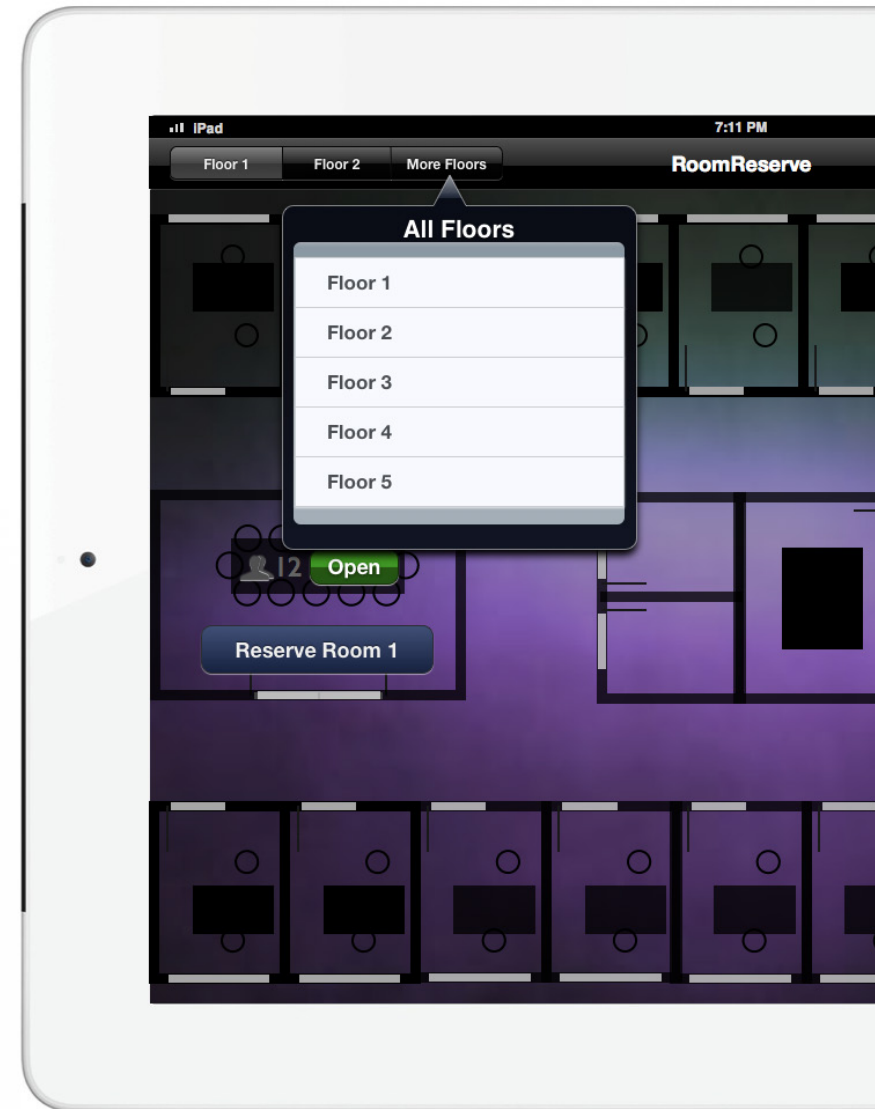 iPad
7:11 PM
Floor 1
Floor 2
More Floors
RoomReserve
All Floors
Floor 1
Floor 2
Floor 3
Floor 4
Floor 5
12
Open
Reserve Room 1